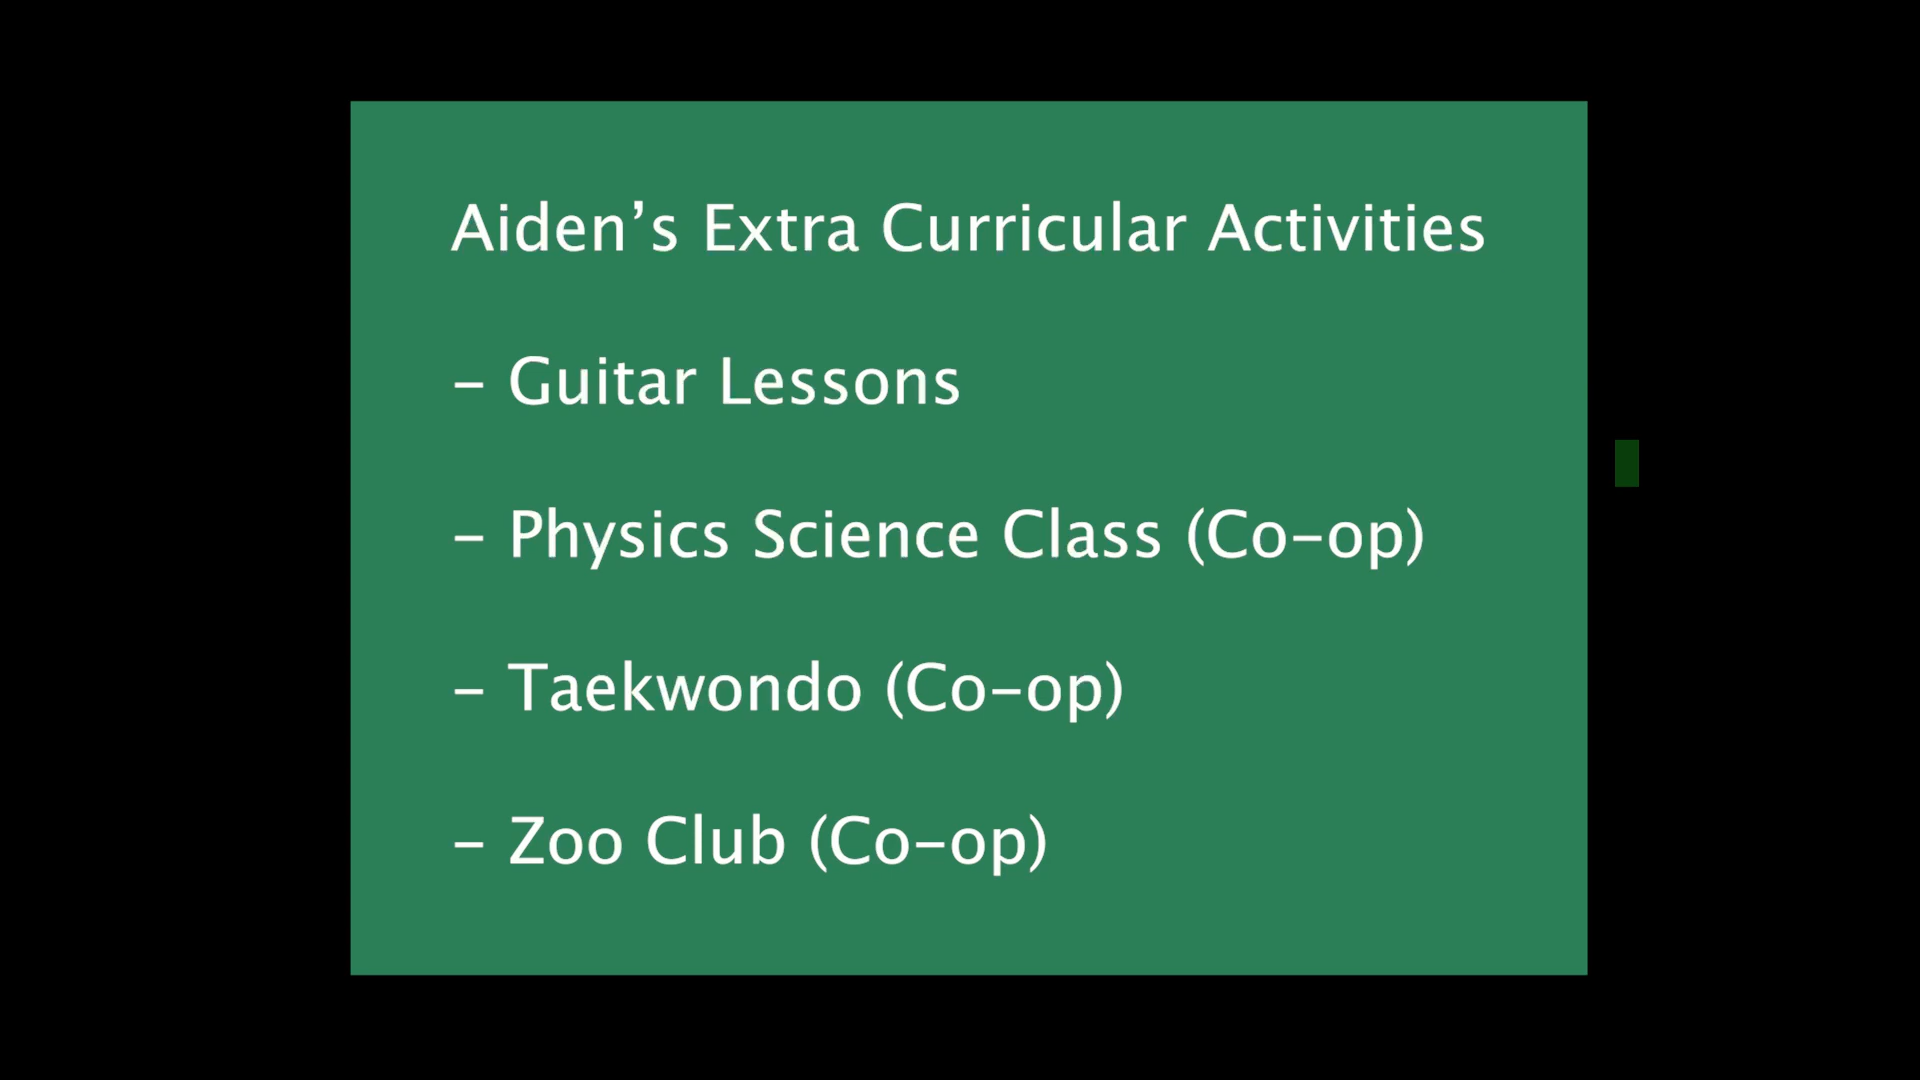 Aiden’s Extra Curricular Activities
– Guitar Lessons
– Physics Science Class (Co–op)
– Taekwondo (Co–op)
– Zoo Club (Co–op)